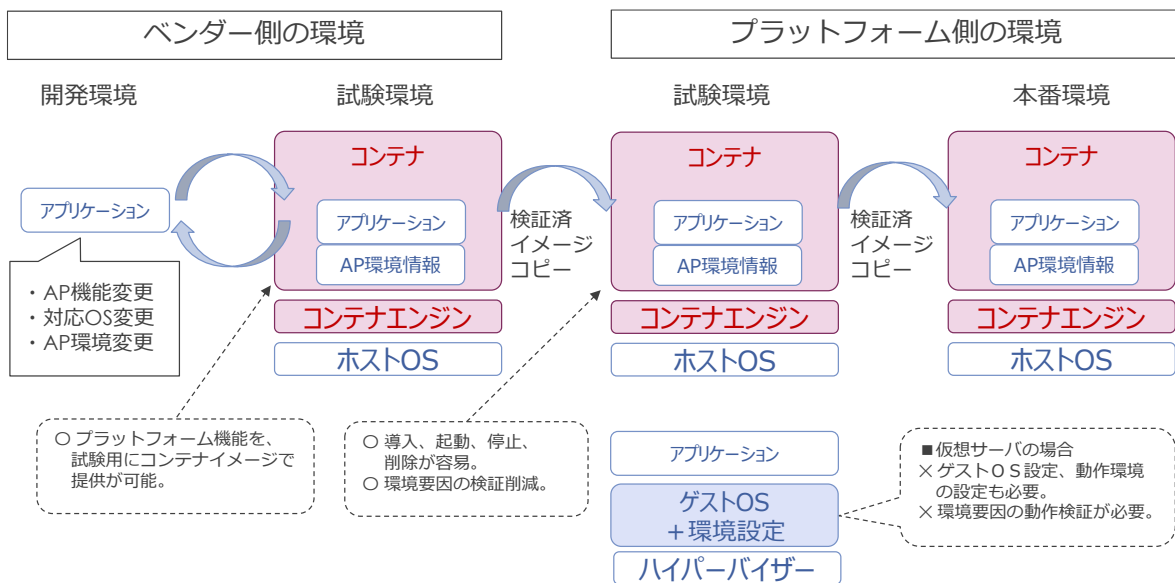 ベンダー側の環境
プラットフォーム側の環境
開発環境
試験環境
試験環境
本番環境
コンテナ
コンテナ
コンテナ
アプリケーション
アプリケーション
AP環境情報
アプリケーション
AP環境情報
アプリケーション
AP環境情報
検証済
イメージ
コピー
検証済
イメージ
コピー
・AP機能変更
・対応OS変更
・AP環境変更
コンテナエンジン
コンテナエンジン
コンテナエンジン
ホストOS
ホストOS
ホストOS
〇 プラットフォーム機能を、
試験用にコンテナイメージで
提供が可能。
〇 導入、起動、停止、
削除が容易。
〇 環境要因の検証削減。
アプリケーション
ゲストOS
＋環境設定
ハイパーバイザー
■仮想サーバの場合
× ゲストＯＳ設定、動作環境
の設定も必要。
× 環境要因の動作検証が必要。